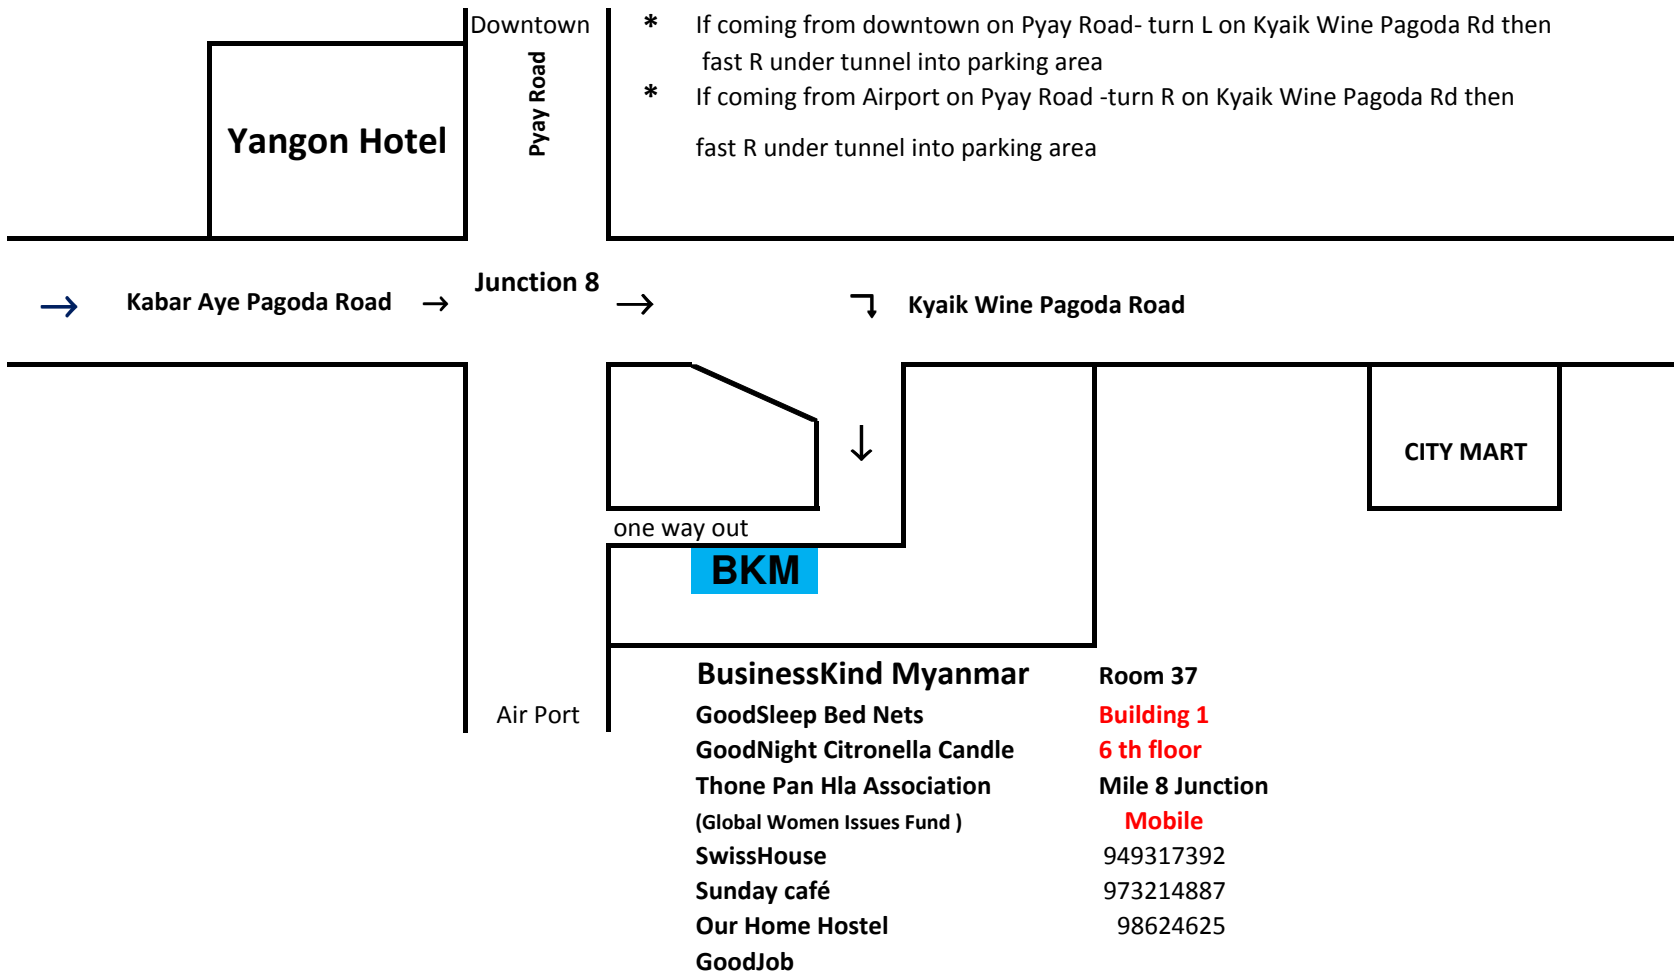 Downtown
* If coming from downtown on Pyay Road- turn L on Kyaik Wine Pagoda Rd then
fast R under tunnel into parking area
* If coming from Airport on Pyay Road -turn R on Kyaik Wine Pagoda Rd then
fast R under tunnel into parking area
Pyay Road
Yangon Hotel
Junction 8
→ Kabar Aye Pagoda Road → → Kyaik Wine Pagoda Road
CITY MART
one way out
BKM
BusinessKind Myanmar Room 37
Air Port
GoodSleep Bed Nets Building 1
GoodNight Citronella Candle 6 th floor
Thone Pan Hla Association Mile 8 Junction
(Global Women Issues Fund ) Mobile
SwissHouse 949317392
Sunday café 973214887
Our Home Hostel 98624625
GoodJob